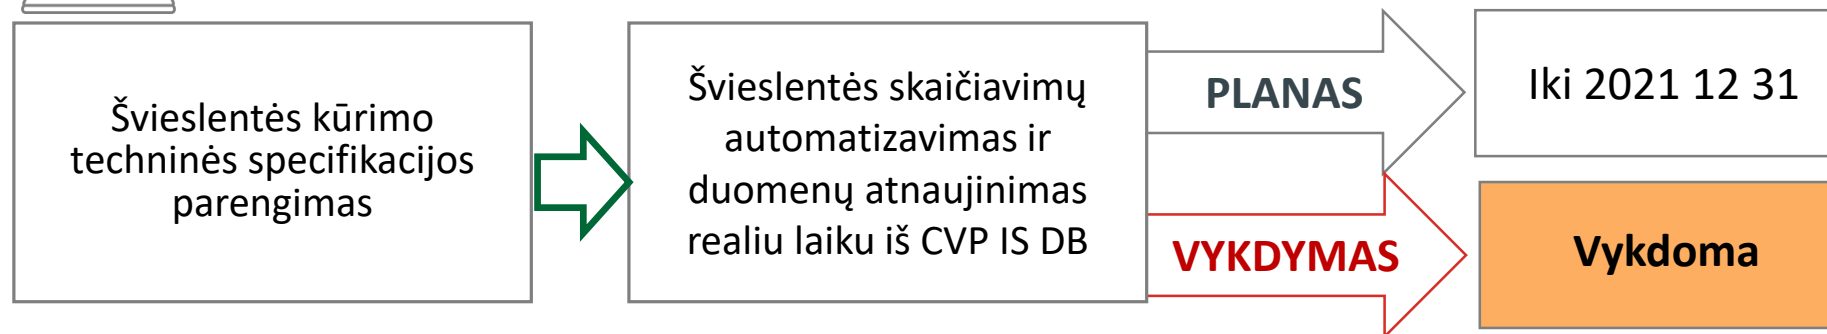 Švieslentės kūrimo
techninės specifikacijos
parengimas
Švieslentės skaičiavimų
automatizavimas ir
duomenų atnaujinimas
realiu laiku iš CVP IS DB
PLANAS
Iki 2021 12 31
VYKDYMAS
Vykdoma